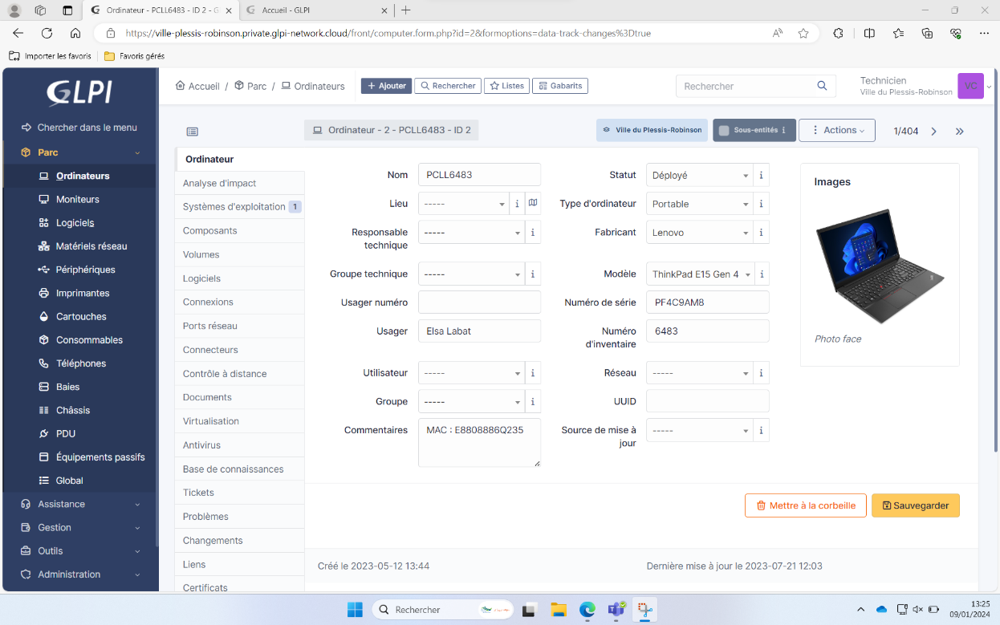 Ordinateur - PCLL6483 - ID 2 - G
Accueil - GLPI
https://ville-plessis-robinson.private.glpi-network.cloud/front/computer.form.php?id=2&formoptions=data-track-changes%3Dtrue
Importer les favoris
Favoris gérés
GLPI
Accueil / Parc / Ordinateurs
+ Ajouter
Rechercher
Listes
Gabarits
Rechercher
Technicien
Ville du Plessis-Robinson
VC
Chercher dans le menu
Parc
Ordinateurs
Moniteurs
Logiciels
Matériels réseau
Périphériques
Imprimantes
Cartouches
Consommables
Téléphones
Baies
Châssis
PDU
Équipements passifs
Global
Assistance
Gestion
Outils
Administration
Ordinateur - 2 - PCLL6483 - ID 2
Ville du Plessis-Robinson
Sous-entités i
Actions
1/404
Ordinateur
Analyse d'impact
Systèmes d'exploitation 1
Composants
Volumes
Logiciels
Connexions
Ports réseau
Connecteurs
Contrôle à distance
Documents
Virtualisation
Antivirus
Base de connaissances
Tickets
Problèmes
Changements
Liens
Certificats
Nom PCLL6483
Lieu ----- i
Responsable
technique ----- i
Groupe technique ----- i
Usager numéro
Usager Elsa Labat
Utilisateur ----- i
Groupe ----- i
Commentaires MAC : E8808886Q235
Statut Déployé i
Type d'ordinateur Portable i
Fabricant Lenovo i
Modèle ThinkPad E15 Gen 4 i
Numéro de série PF4C9AM8
Numéro
d'inventaire 6483
Réseau ----- i
UUID
Source de mise à
jour ----- i
Images
Photo face
Mettre à la corbeille
Sauvegarder
Créé le 2023-05-12 13:44
Dernière mise à jour le 2023-07-21 12:03
Rechercher
13:25
09/01/2024